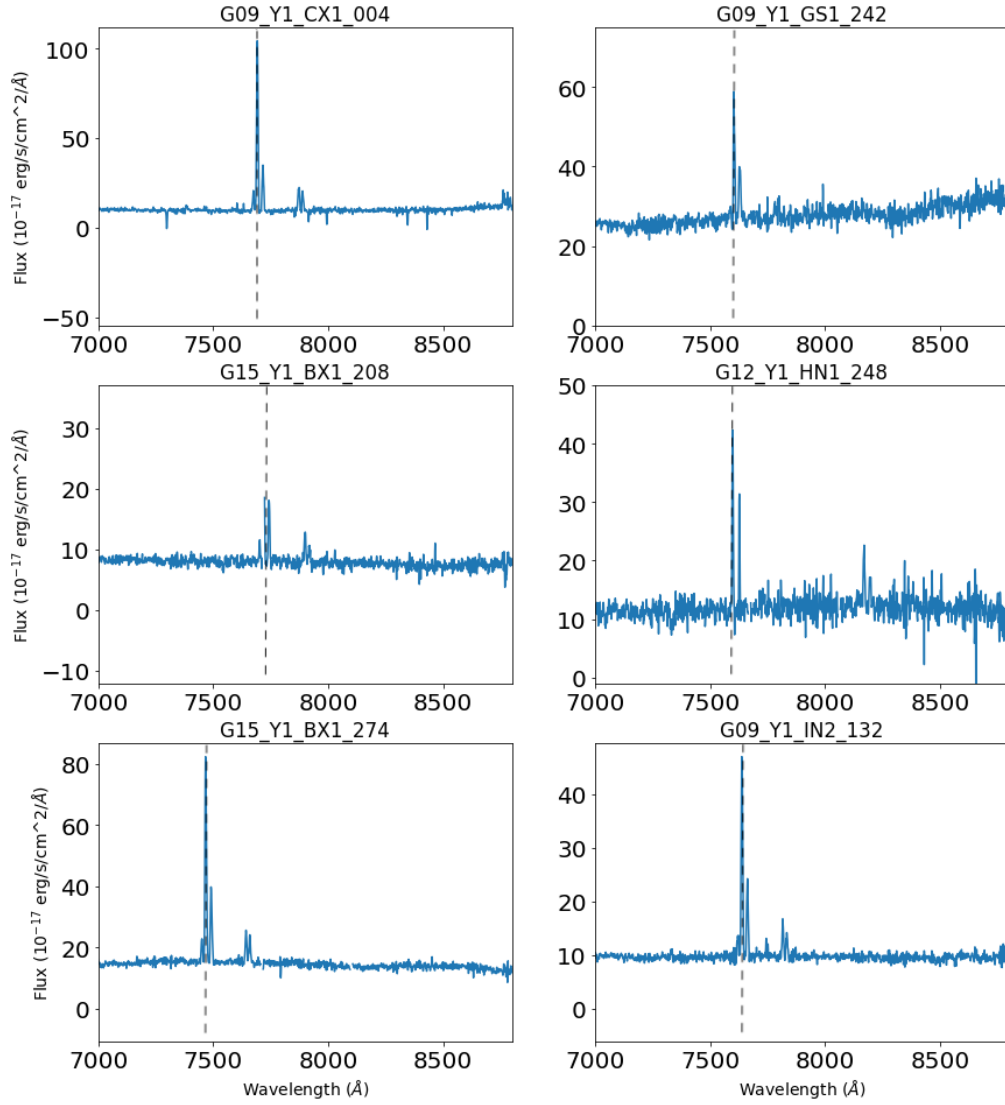 G09_Y1_CX1_004
Flux (10⁻¹⁷ erg/s/cm^2/Å)
100
50
0
−50
7000 7500 8000 8500
G09_Y1_GS1_242
60
40
20
0
7000 7500 8000 8500
G15_Y1_BX1_208
Flux (10⁻¹⁷ erg/s/cm^2/Å)
30
20
10
0
−10
7000 7500 8000 8500
G12_Y1_HN1_248
50
40
30
20
10
0
7000 7500 8000 8500
G15_Y1_BX1_274
Flux (10⁻¹⁷ erg/s/cm^2/Å)
80
60
40
20
0
7000 7500 8000 8500
Wavelength (Å)
G09_Y1_IN2_132
40
30
20
10
0
7000 7500 8000 8500
Wavelength (Å)